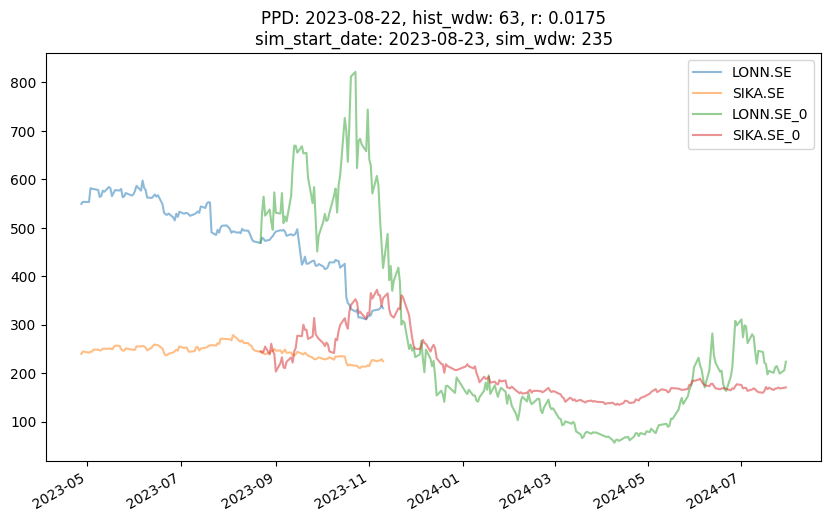 PPD: 2023-08-22, hist_wdw: 63, r: 0.0175
sim_start_date: 2023-08-23, sim_wdw: 235
LONN.SE
SIKA.SE
LONN.SE_0
SIKA.SE_0
800
700
600
500
400
300
200
100
2023-05
2023-07
2023-09
2023-11
2024-01
2024-03
2024-05
2024-07